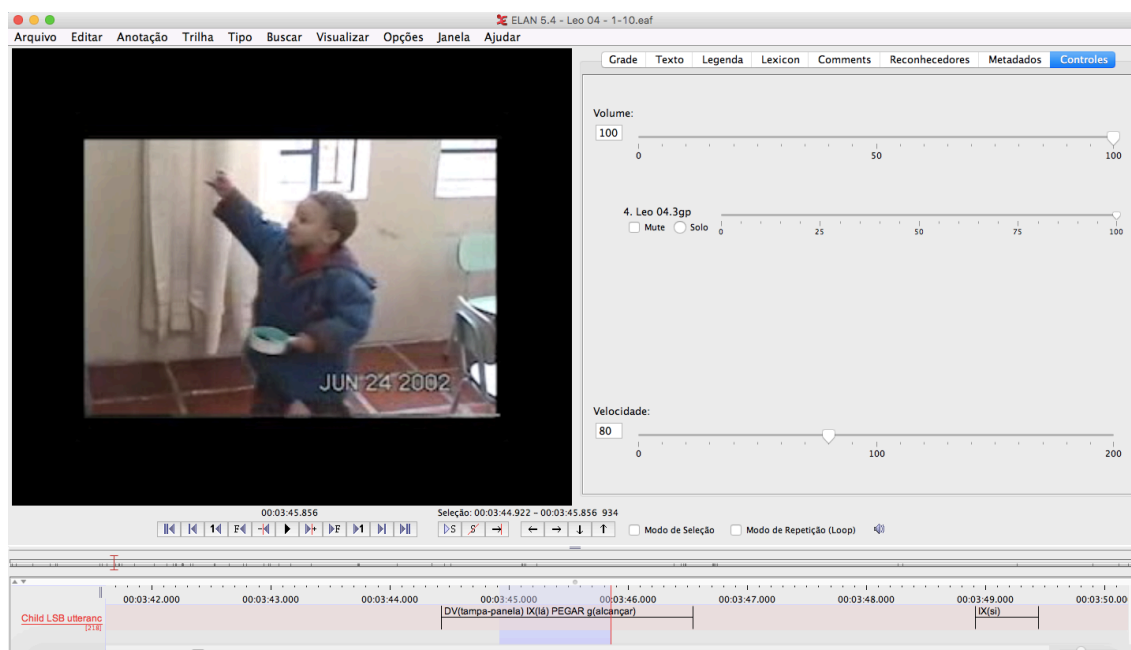 ELAN 5.4 - Leo 04 - 1-10.eaf
Arquivo Editar Anotação Trilha Tipo Buscar Visualizar Opções Janela Ajudar
Grade Texto Legenda Lexicon Comments Reconhecedores Metadados Controles
Volume:
100
0 50 100
4. Leo 04.3gp
Mute Solo 0 25 50 75 100
JUN 24 2002
Velocidade:
80
0 100 200
00:03:45.856 Seleção: 00:03:44.922 - 00:03:45.856 934
1 F F 1 S S Modo de Seleção Modo de Repetição (Loop)
00:03:42.000 00:03:43.000 00:03:44.000 00:03:45.000 00:03:46.000 00:03:47.000 00:03:48.000 00:03:49.000 00:03:50.00
DV(tampa-panela) IX(lá) PEGAR g(alcançar) IX(si)
Child LSB utteranc
[218]